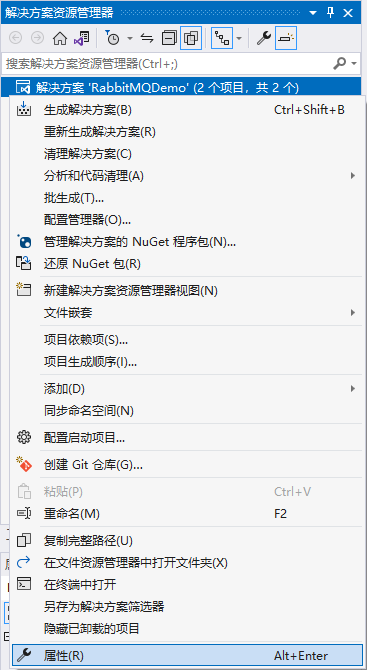 解决方案资源管理器
搜索解决方案资源管理器(Ctrl+;)
解决方案 'RabbitMQDemo' (2 个项目，共 2 个)
生成解决方案(B) Ctrl+Shift+B
重新生成解决方案(R)
清理解决方案(C)
分析和代码清理(A)
批生成(T)...
配置管理器(O)...
管理解决方案的 NuGet 程序包(N)...
还原 NuGet 包(R)
新建解决方案资源管理器视图(N)
文件嵌套
项目依赖项(S)...
项目生成顺序(I)...
添加(D)
同步命名空间(N)
配置启动项目...
创建 Git 仓库(G)...
粘贴(P) Ctrl+V
重命名(M) F2
复制完整路径(U)
在文件资源管理器中打开文件夹(X)
在终端中打开
另存为解决方案筛选器
隐藏已卸载的项目
属性(R) Alt+Enter